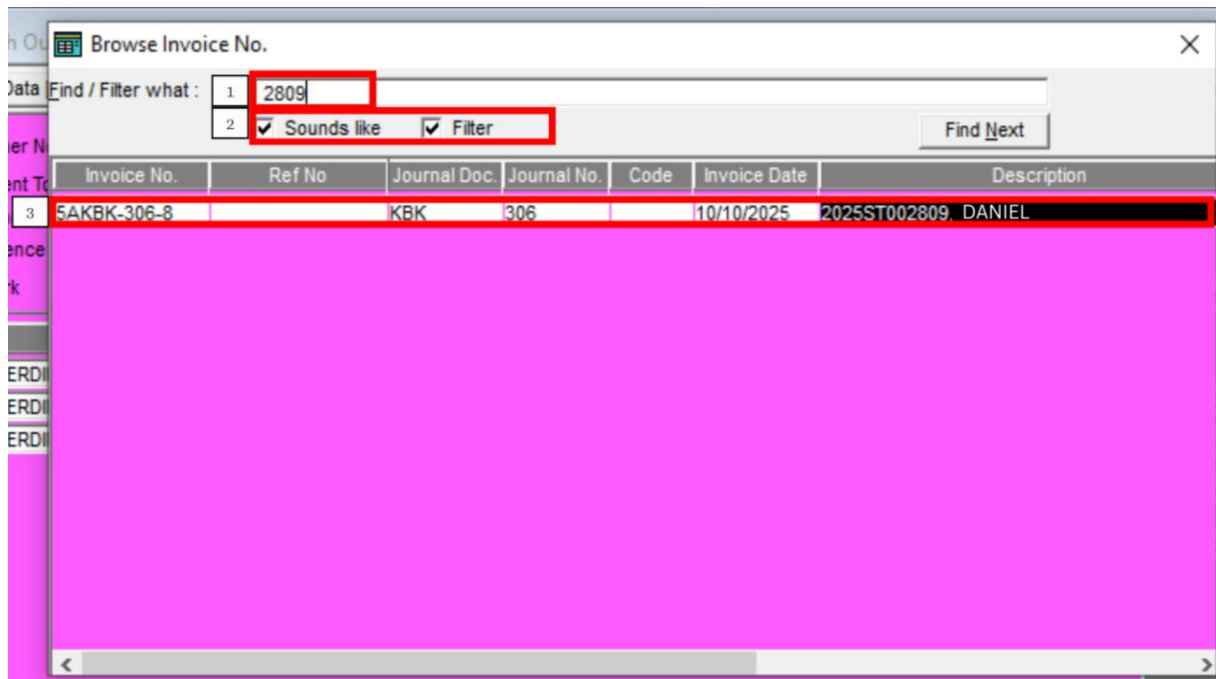 Browse Invoice No.
Find / Filter what : 1 2809
2 Sounds like Filter Find Next
Invoice No. Ref No Journal Doc. Journal No. Code Invoice Date Description
3 5AKBK-306-8 KBK 306 10/10/2025 2025ST002809. DANIEL